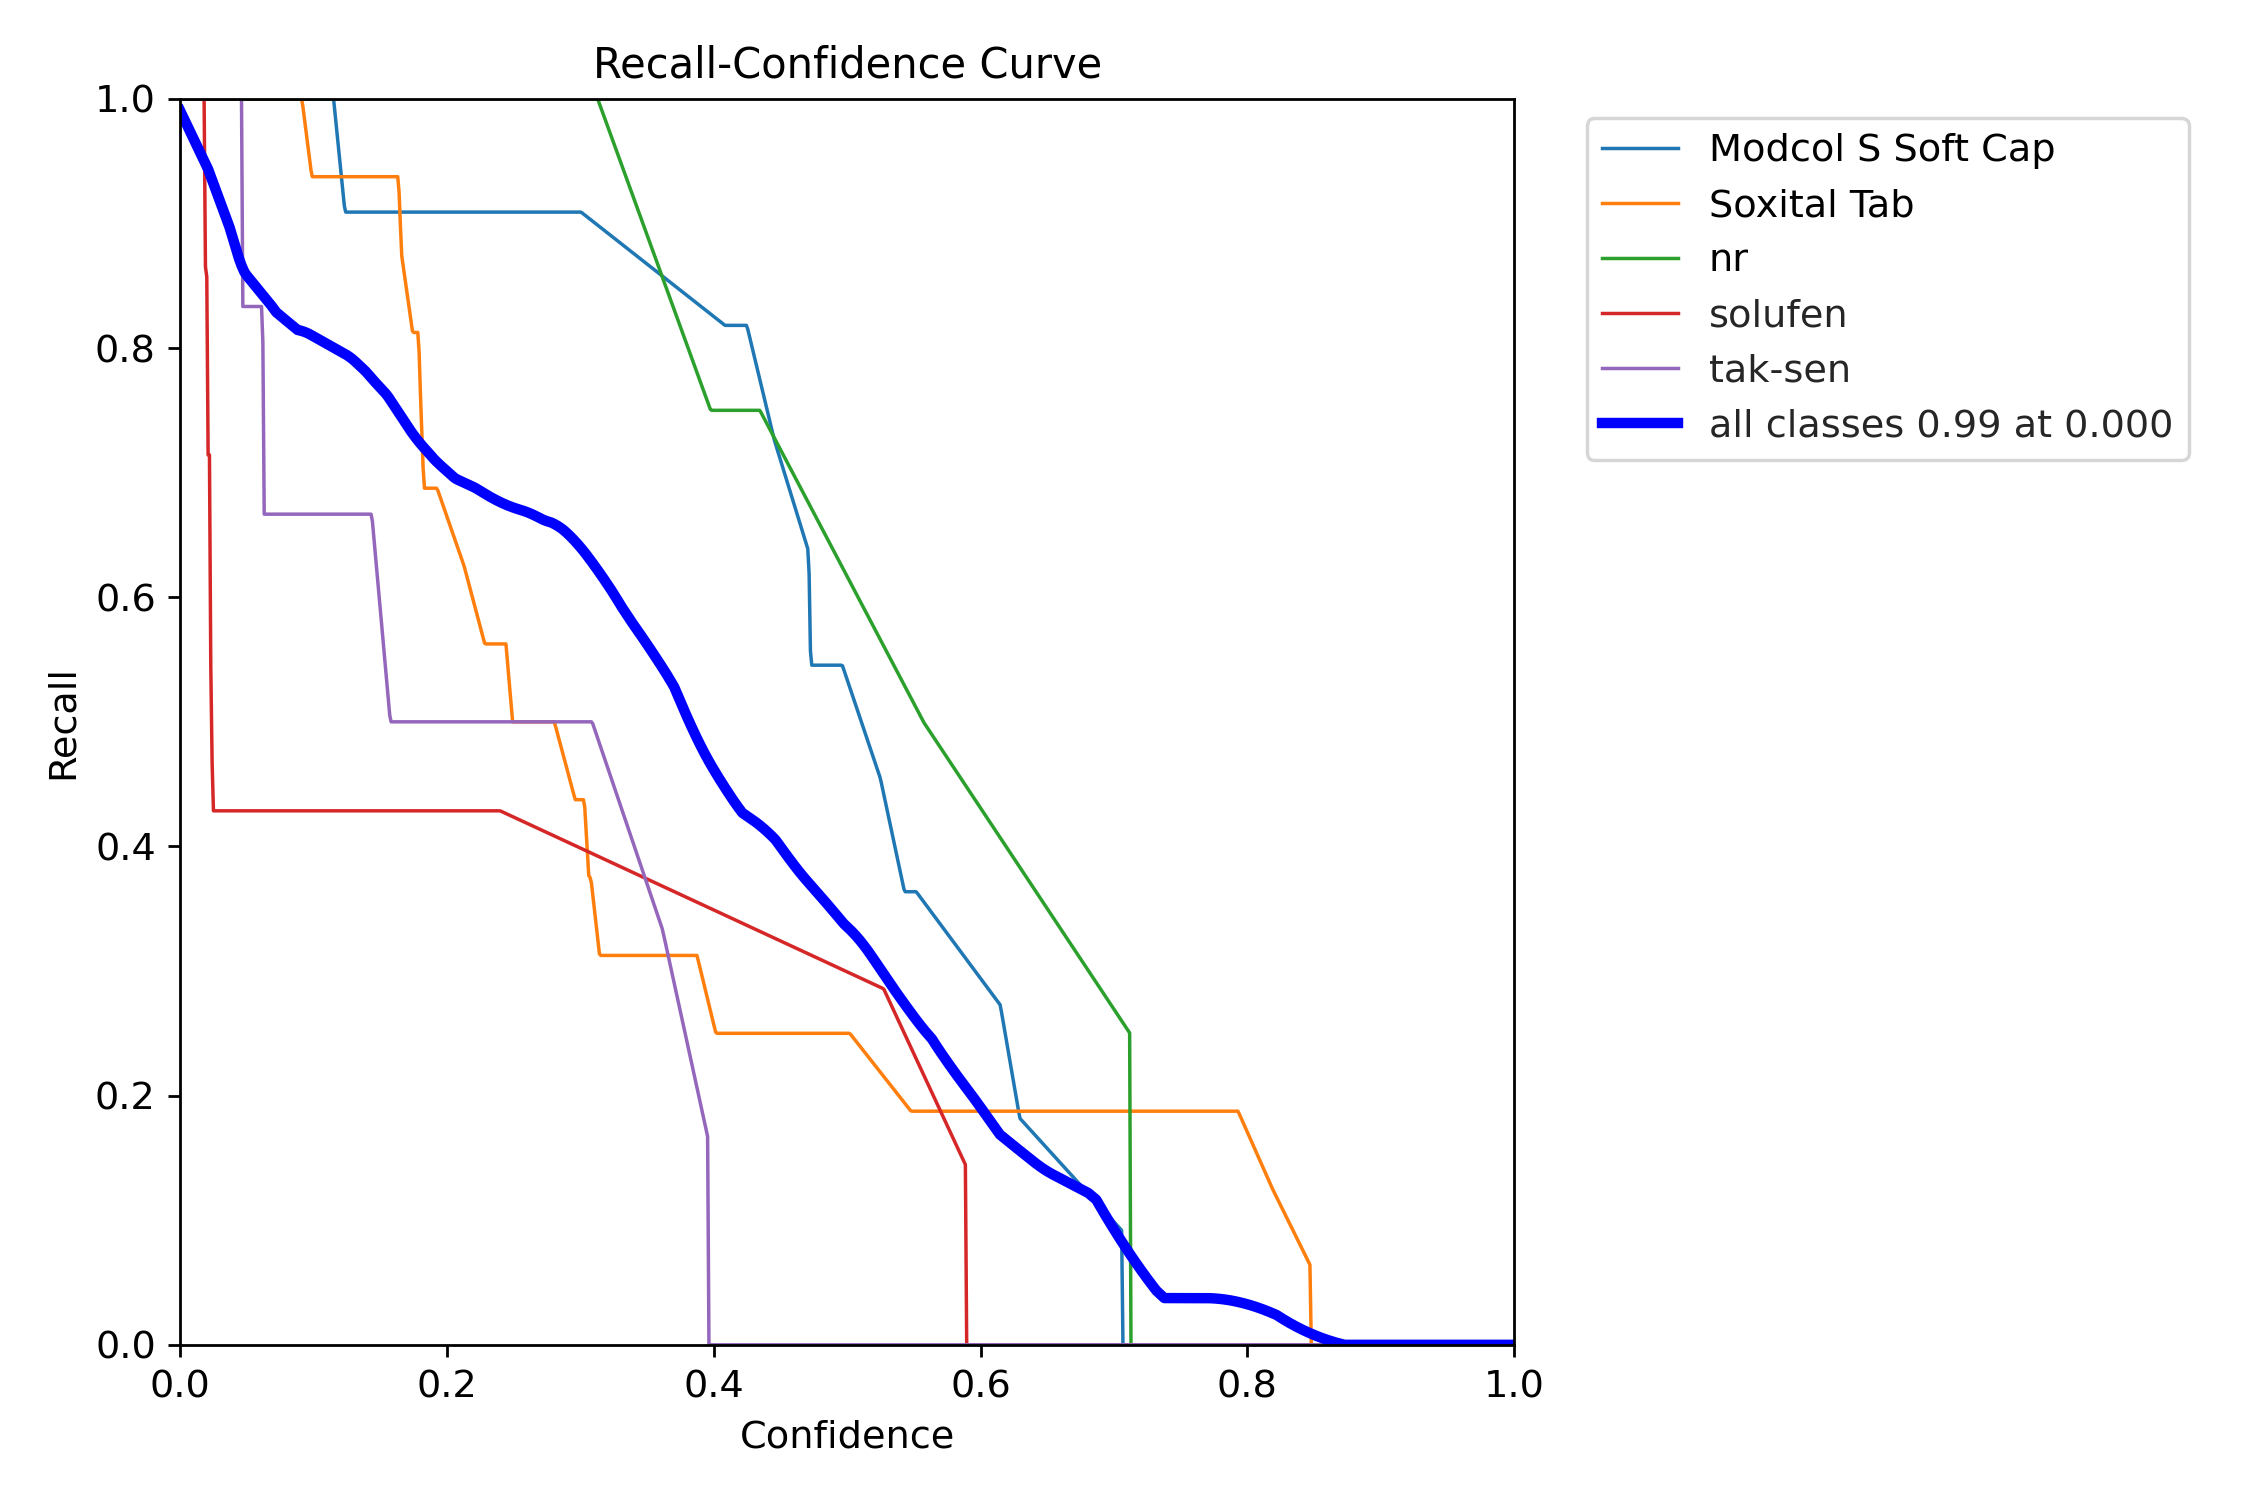 Recall-Confidence Curve
1.0
0.8
0.6
0.4
0.2
0.0
Recall
0.0 0.2 0.4 0.6 0.8 1.0
Confidence
Modcol S Soft Cap
Soxital Tab
nr
solufen
tak-sen
all classes 0.99 at 0.000